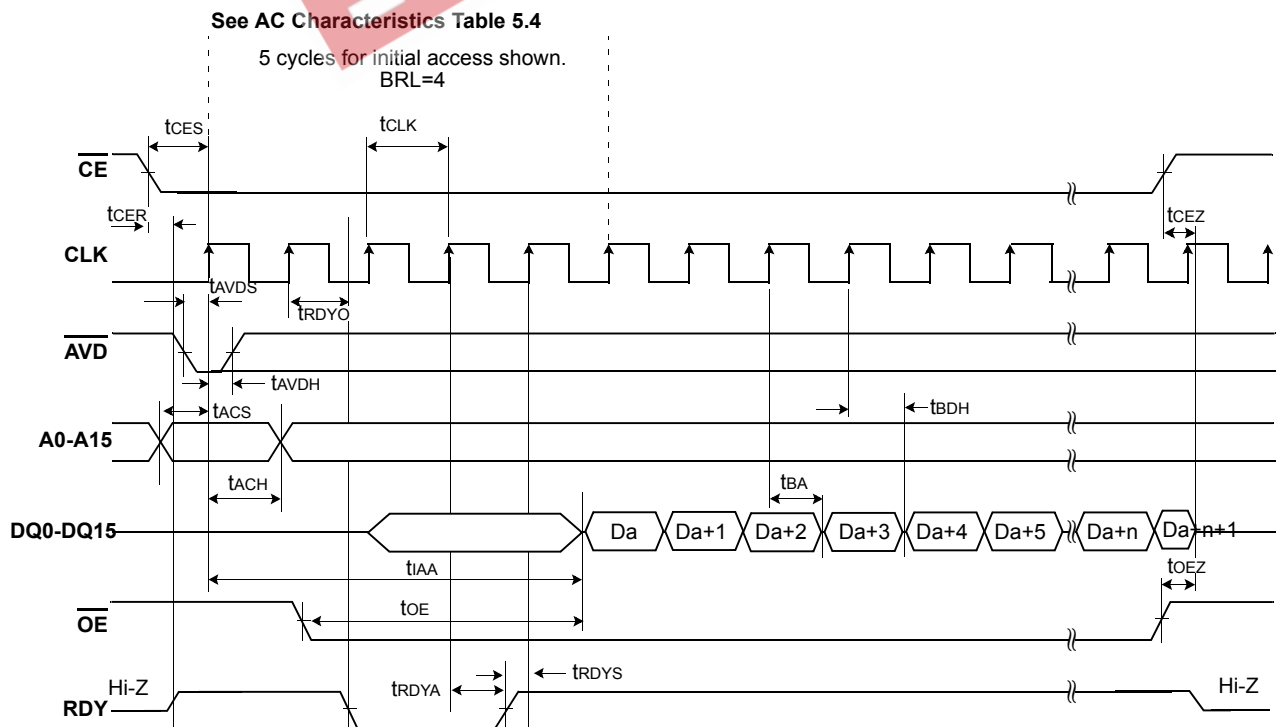 See AC Characteristics Table 5.4
5 cycles for initial access shown.
BRL=4
tCES
tCLK
CE
tCER
tCEZ
CLK
tAVDS
tRDYO
AVD
tAVDH
tACS
tBDH
A0-A15
tACH
tBA
DQ0-DQ15
Da
Da+1
Da+2
Da+3
Da+4
Da+5
Da+n
Da+n+1
tIAA
tOEZ
tOE
OE
tRDYS
tRDYA
Hi-Z
Hi-Z
RDY